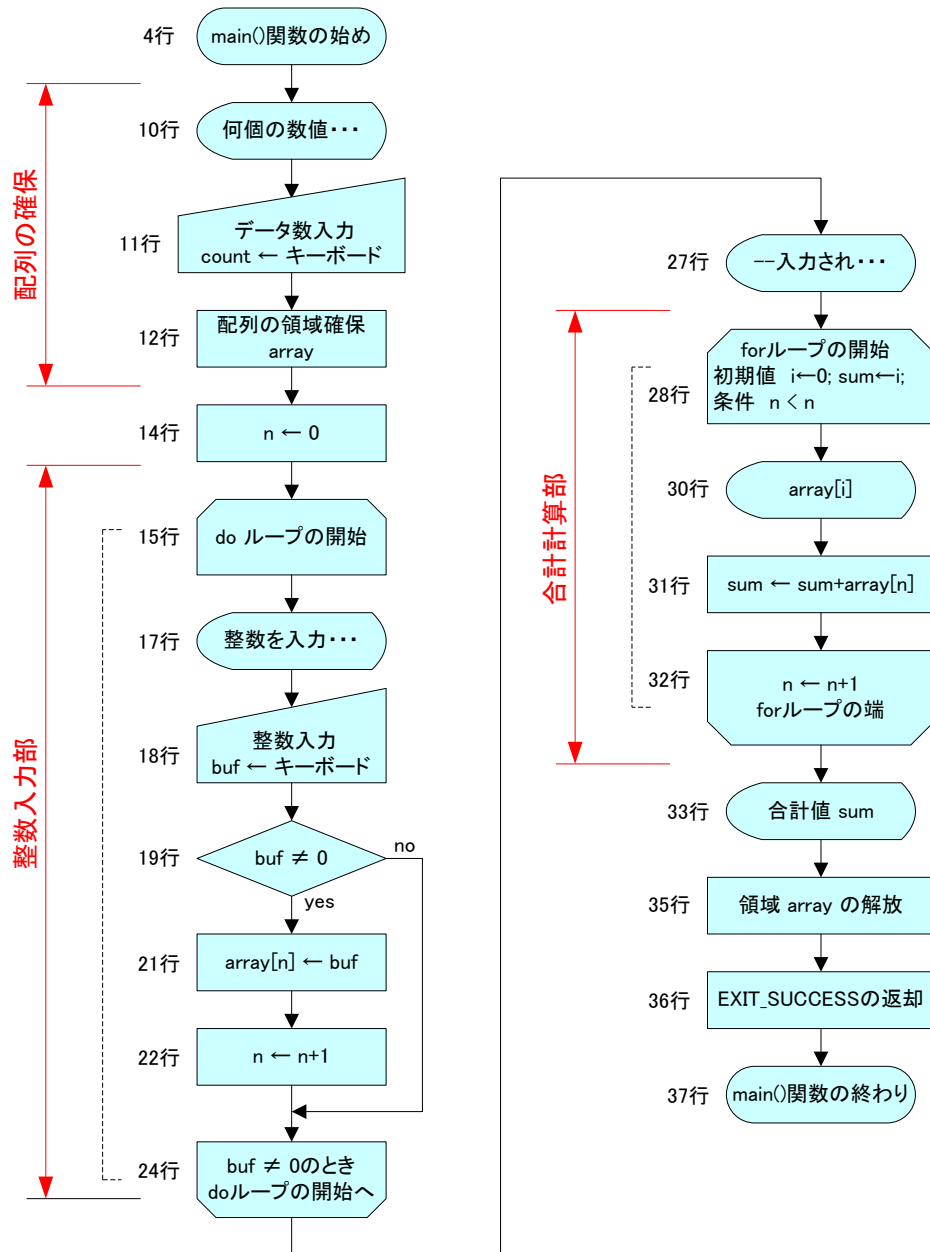 4行
main()関数の始め
配列の確保
10行
何個の数値・・・
11行
データ数入力
count ← キーボード
12行
配列の領域確保
array
14行
n ← 0
整数入力部
15行
do ループの開始
17行
整数を入力・・・
18行
整数入力
buf ← キーボード
19行
buf ≠ 0
no
yes
21行
array[n] ← buf
22行
n ← n+1
24行
buf ≠ 0のとき
doループの開始へ
27行
--入力され・・・
合計計算部
28行
forループの開始
初期値 i←0; sum←i;
条件 n < n
30行
array[i]
31行
sum ← sum+array[n]
32行
n ← n+1
forループの端
33行
合計値 sum
35行
領域 array の解放
36行
EXIT_SUCCESSの返却
37行
main()関数の終わり